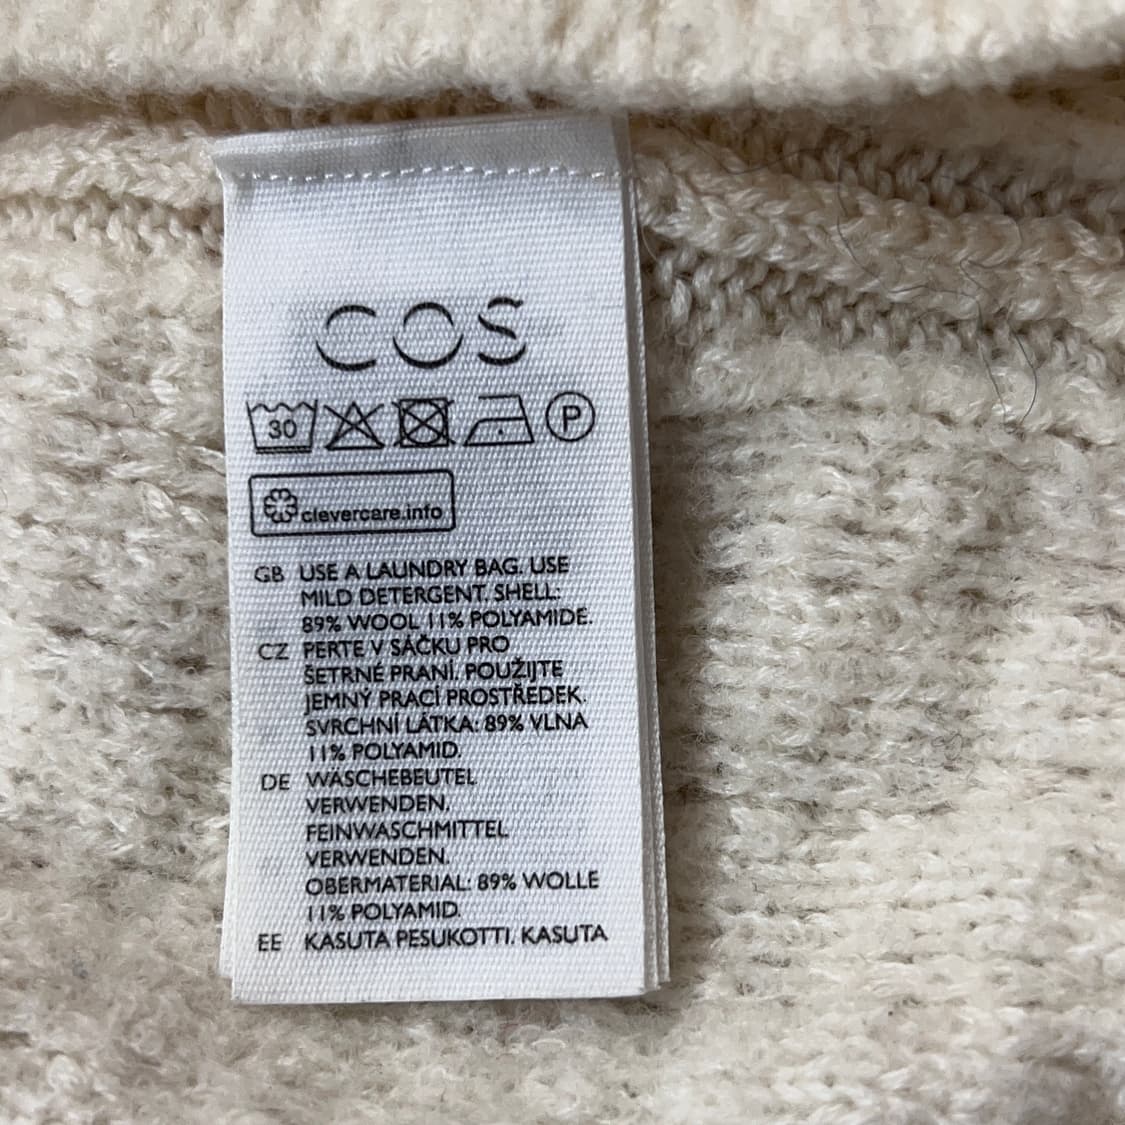 COS
30
P
clevercare.info
GB USE A LAUNDRY BAG. USE
MILD DETERGENT. SHELL:
89% WOOL 11% POLYAMIDE.
CZ PERTE V SÁČKU PRO
ŠETRNÉ PRANÍ. POUŽIJTE
JEMNÝ PRACÍ PROSTŘEDEK.
SVRCHNÍ LÁTKA: 89% VLNA
11% POLYAMID.
DE WÄSCHEBEUTEL
VERWENDEN.
FEINWASCHMITTEL
VERWENDEN.
OBERMATERIAL: 89% WOLLE
11% POLYAMID.
EE KASUTA PESUKOTTI. KASUTA